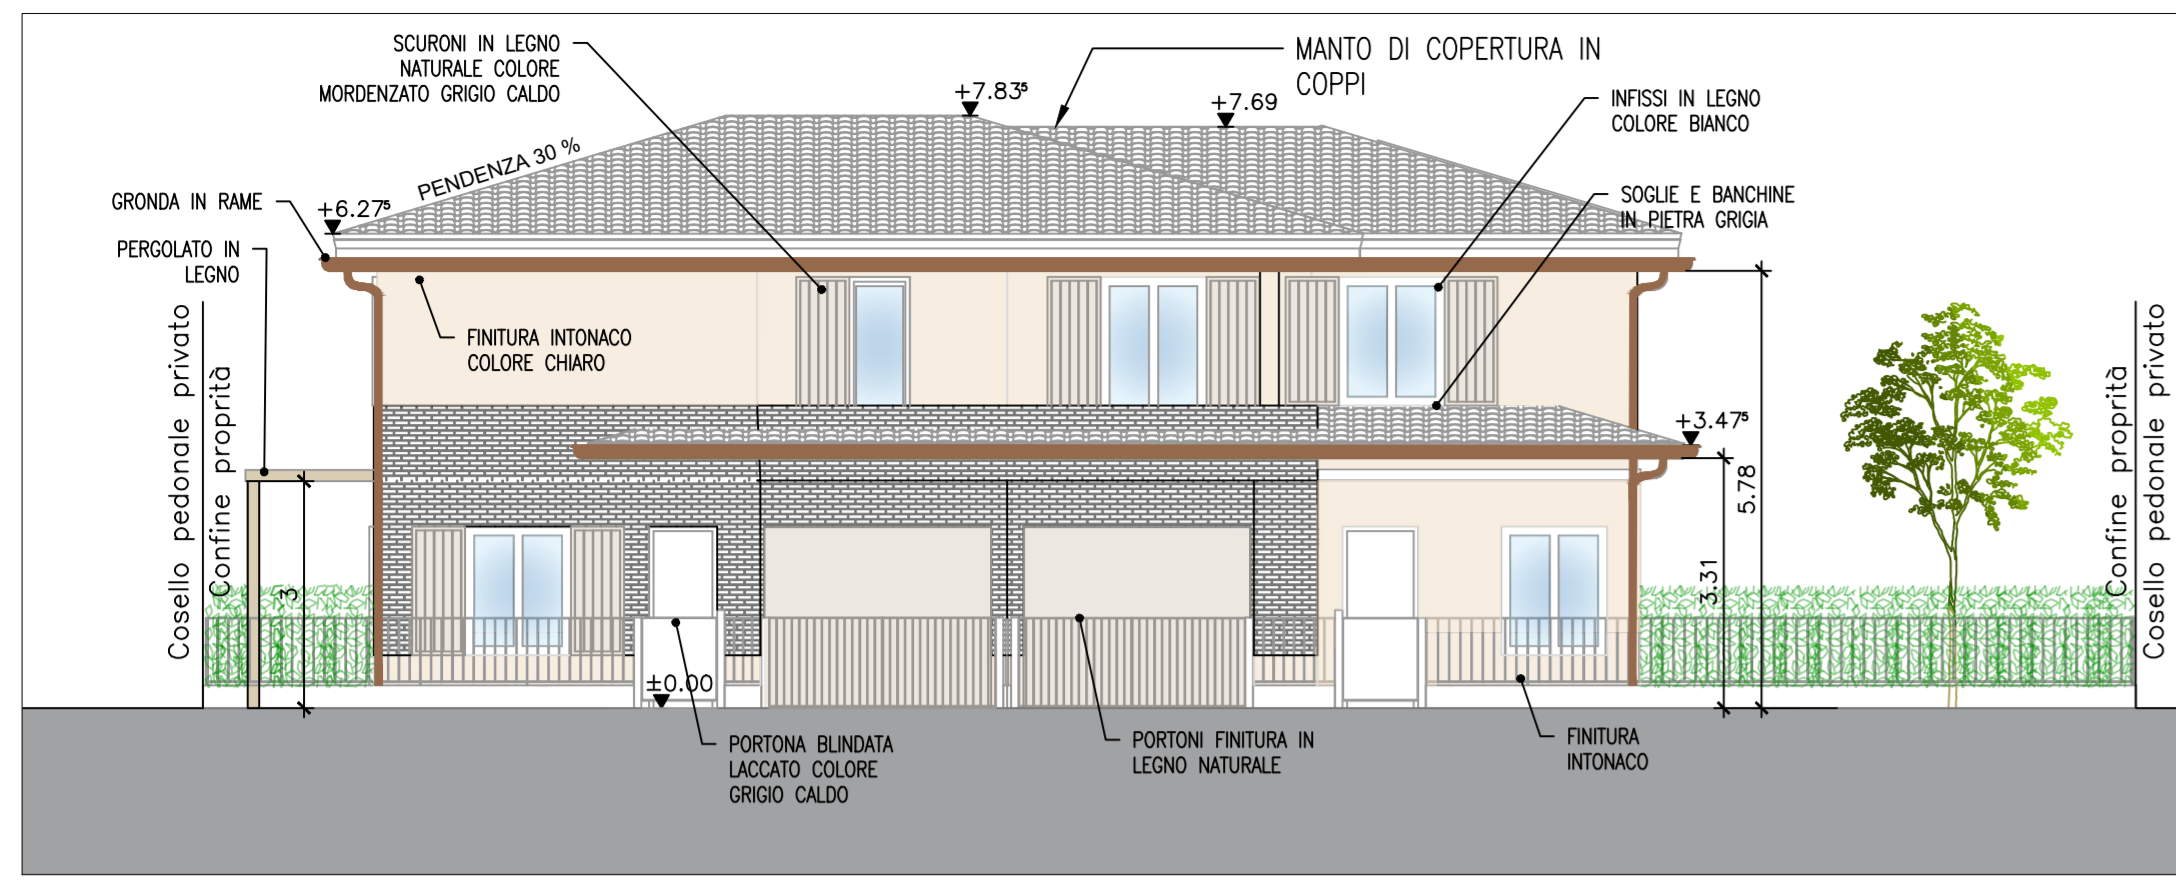 SCURONI IN LEGNO
NATURALE COLORE
MORDENZATO GRIGIO CALDO
MANTO DI COPERTURA IN
COPPI
+7.83⁵
+7.69
INFISSI IN LEGNO
COLORE BIANCO
PENDENZA 30 %
GRONDA IN RAME
+6.27⁵
SOGLIE E BANCHINE
IN PIETRA GRIGIA
PERGOLATO IN
LEGNO
FINITURA INTONACO
COLORE CHIARO
Cosello pedonale privato
Confine proprità
+3.47⁵
5.78
3.31
3
Confine proprità
Cosello pedonale privato
±0.00
PORTONA BLINDATA
LACCATO COLORE
GRIGIO CALDO
PORTONI FINITURA IN
LEGNO NATURALE
FINITURA
INTONACO